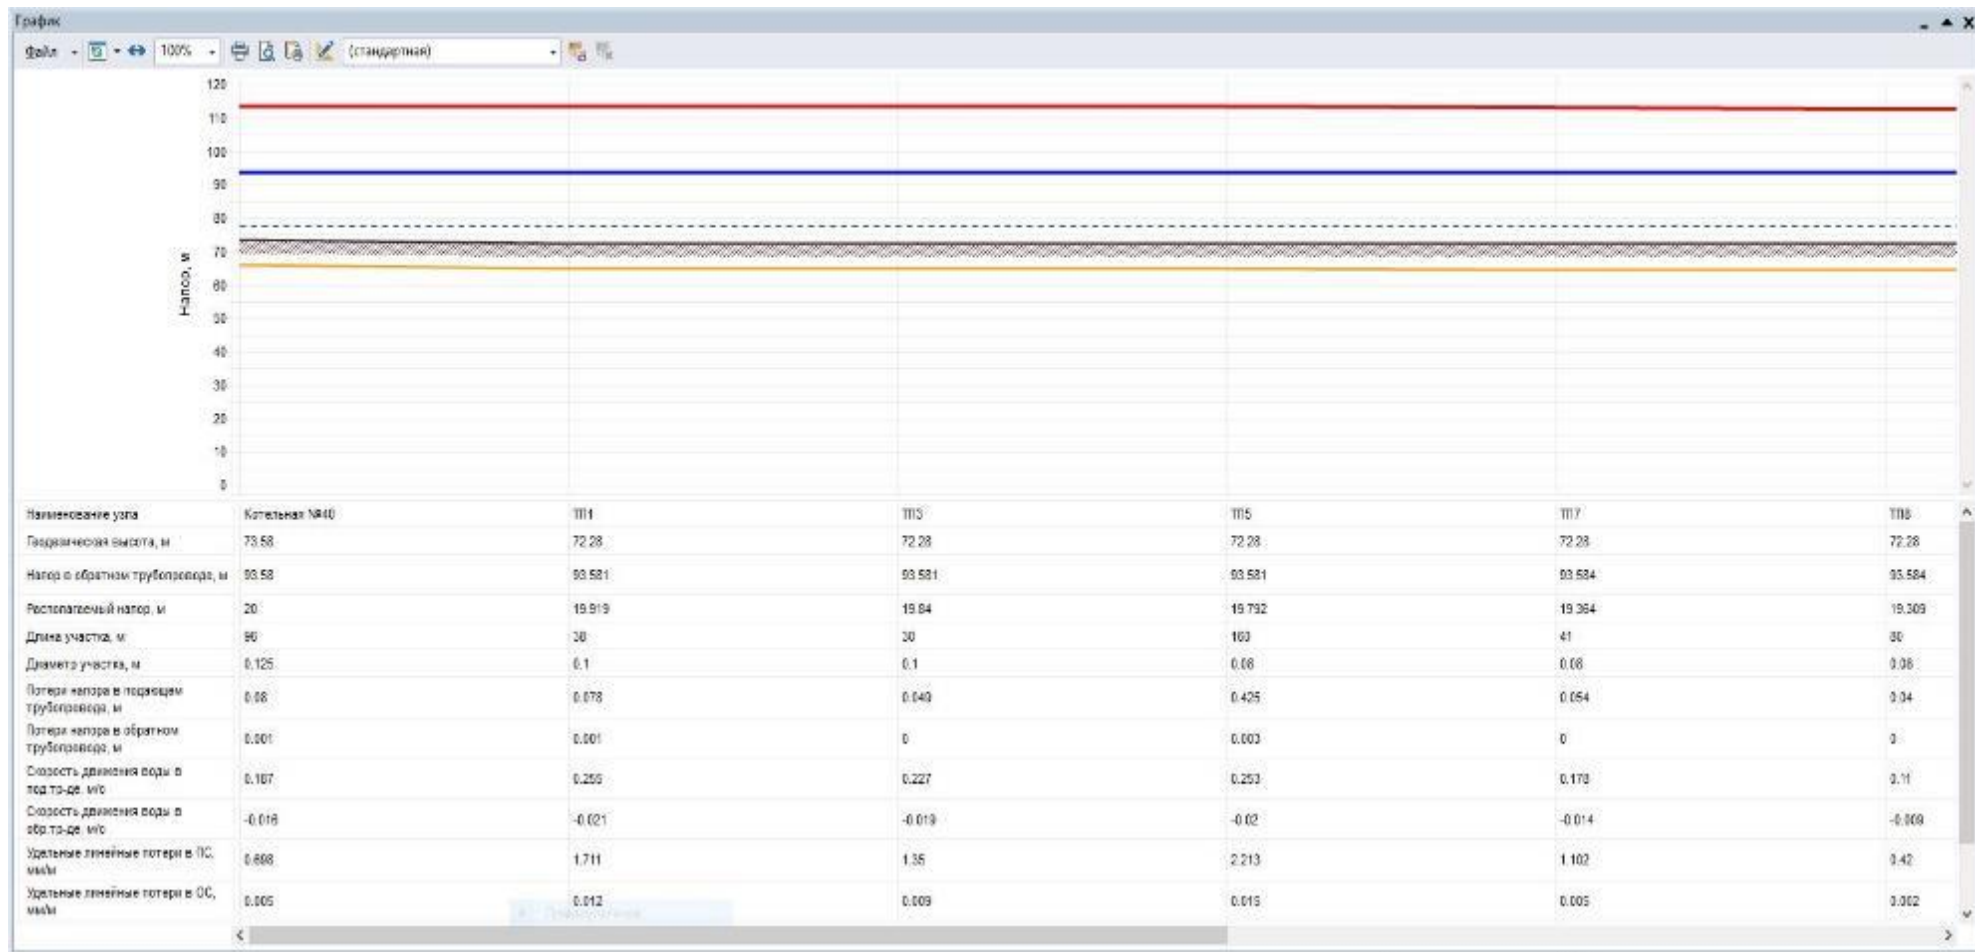 График
Файл 100% (стандартная)
120
110
100
90
80
70
60
50
40
30
20
10
0
Напор, м
Наименование узла Котельная №40 ТП1 ТП3 ТП5 ТП7 ТП8
Геодезическая высота, м 73.58 72.28 72.28 72.28 72.28 72.28
Напор в обратном трубопроводе, м 93.58 93.581 93.581 93.581 93.584 93.584
Располагаемый напор, м 20 19.919 19.84 19.792 19.364 19.309
Длина участка, м 96 38 30 41 80
Диаметр участка, м 0.125 0.1 0.1 0.08 0.08 0.08
Потери напора в подающем
трубопроводе, м 0.08 0.078 0.049 0.425 0.054 0.04
Потери напора в обратном
трубопроводе, м 0.001 0.001 0 0.003 0 0
Скорость движения воды в
под.тр-де, м/с 0.187 0.255 0.227 0.253 0.178 0.11
Скорость движения воды в
обр.тр-де, м/с -0.016 -0.021 -0.019 -0.02 -0.014 -0.009
Удельные линейные потери в ПС,
мм/м 0.698 1.711 1.35 2.213 1.102 0.42
Удельные линейные потери в ОС,
мм/м 0.005 0.012 0.009 0.015 0.005 0.002